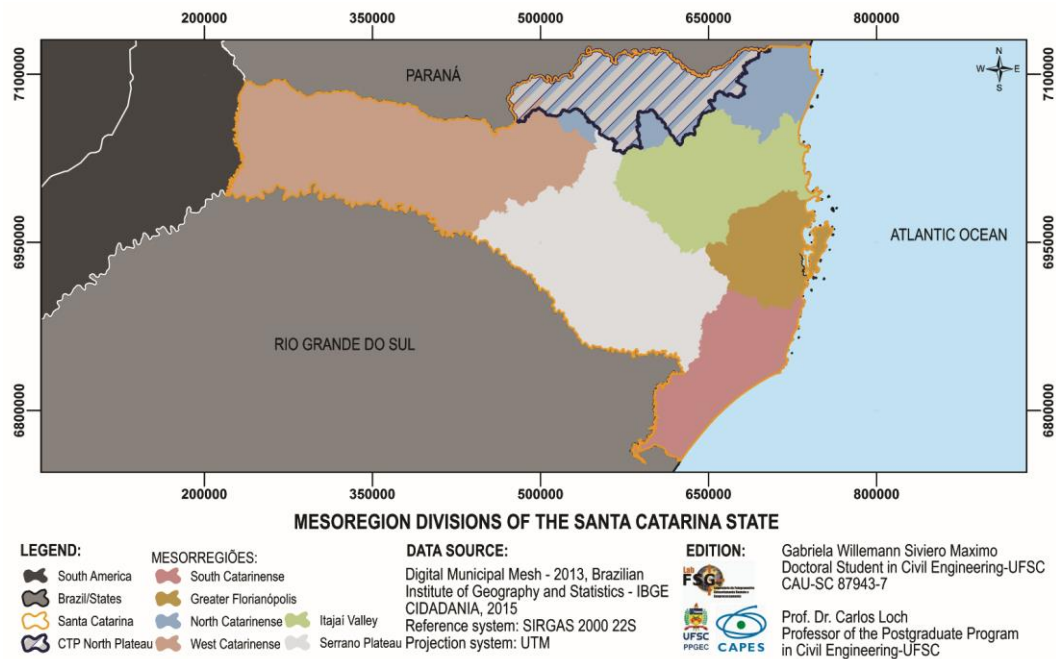 200000 350000 500000 650000 800000
7100000 7100000
PARANÁ
N
W E
S
6950000 6950000
ATLANTIC OCEAN
RIO GRANDE DO SUL
6800000 6800000
200000 350000 500000 650000 800000
MESOREGION DIVISIONS OF THE SANTA CATARINA STATE
LEGEND:
South America
Brazil/States
Santa Catarina
CTP North Plateau
MESORREGIÕES:
South Catarinense
Greater Florianópolis
North Catarinense
West Catarinense
Itajaí Valley
Serrano Plateau
DATA SOURCE:
Digital Municipal Mesh - 2013, Brazilian
Institute of Geography and Statistics - IBGE
CIDADANIA, 2015
Reference system: SIRGAS 2000 22S
Projection system: UTM
EDITION:
Lab
FSG
UFSC
PPGEC
CAPES
Gabriela Willemann Siviero Maximo
Doctoral Student in Civil Engineering-UFSC
CAU-SC 87943-7
Prof. Dr. Carlos Loch
Professor of the Postgraduate Program
in Civil Engineering-UFSC